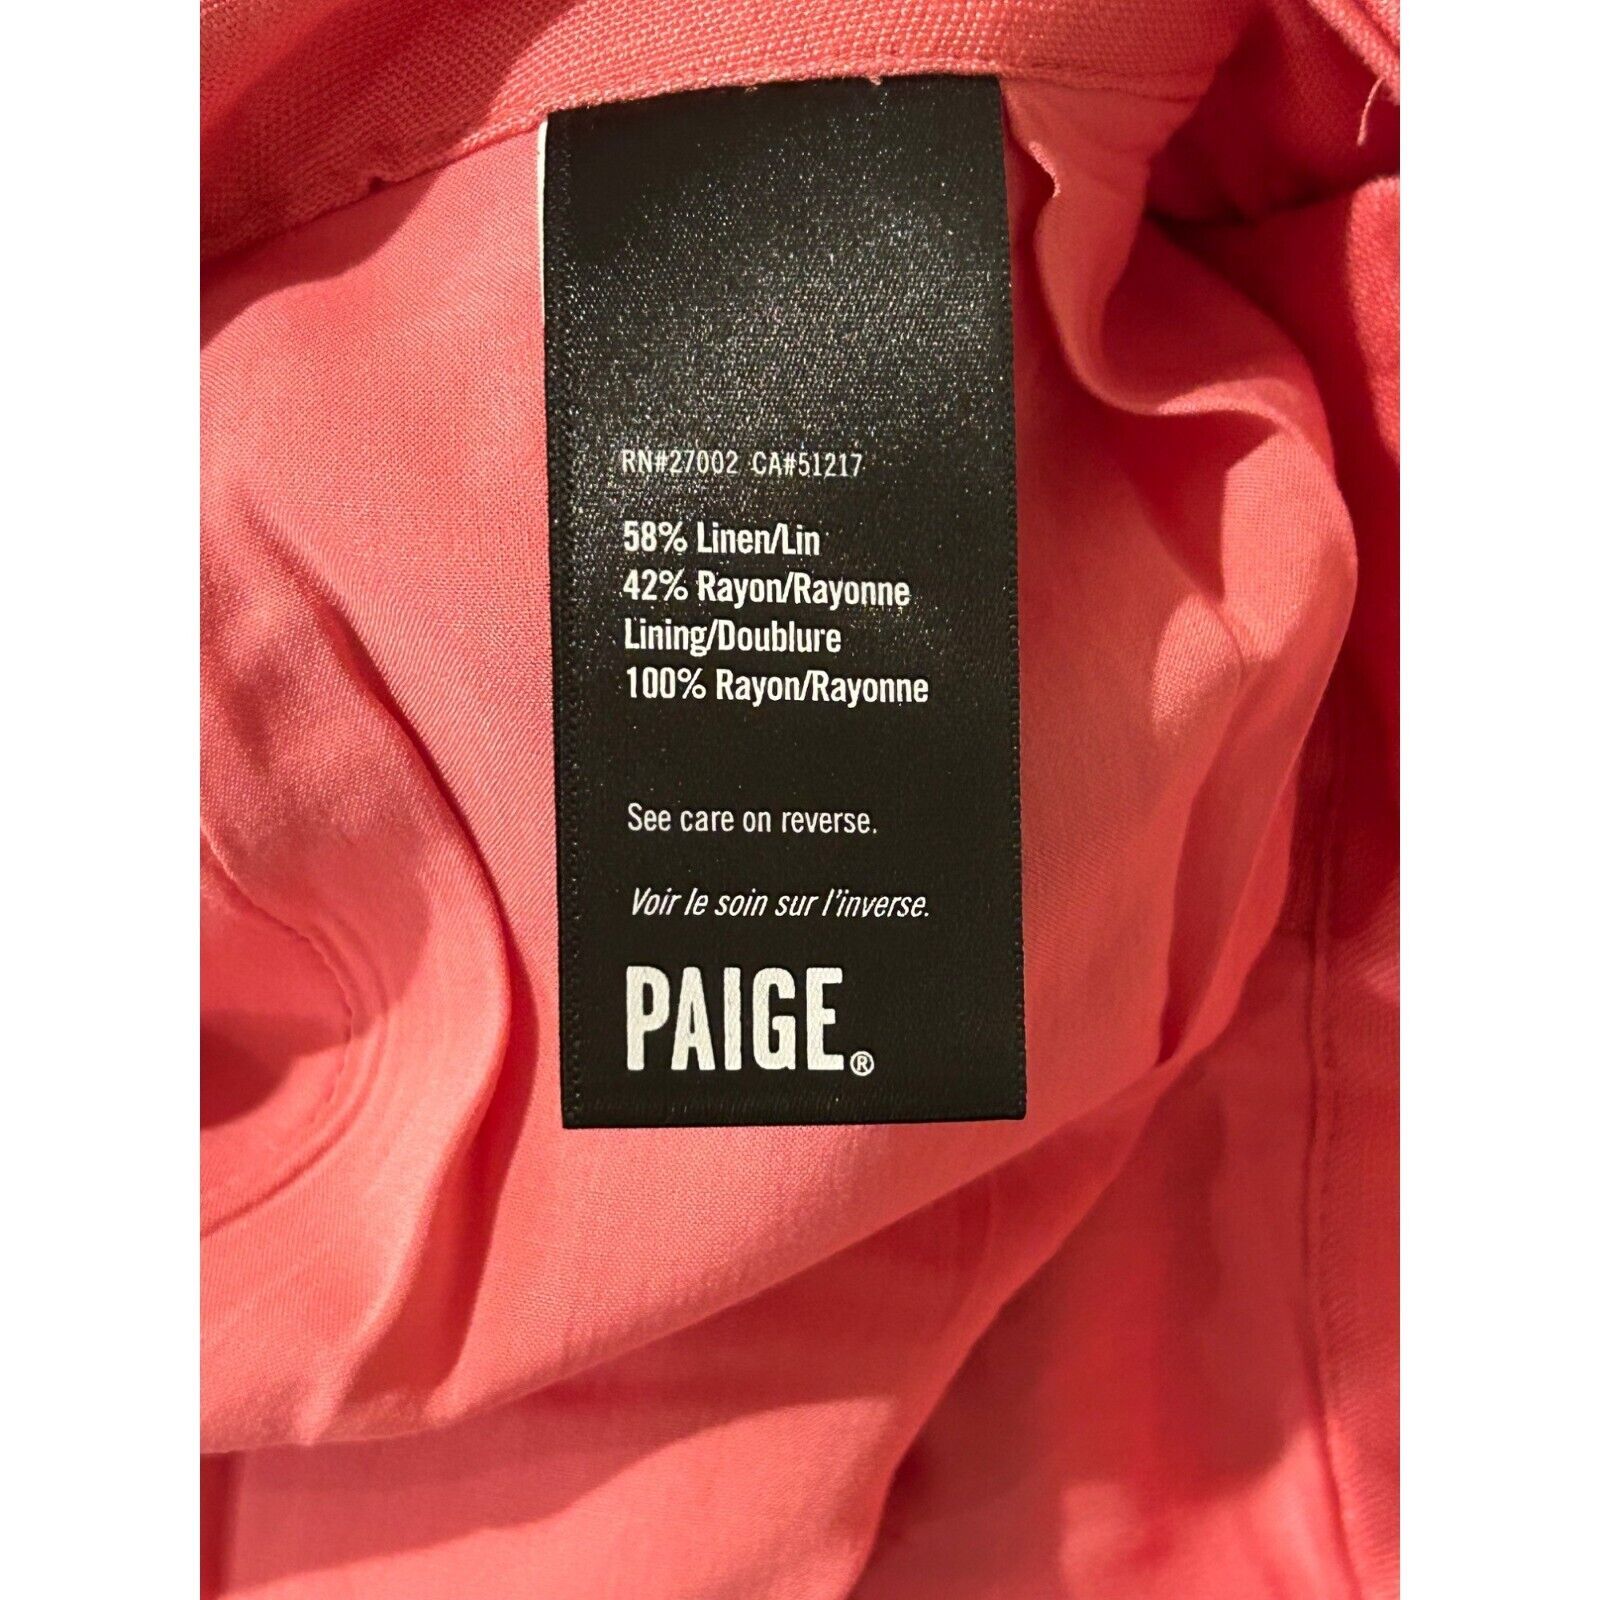 RN#27002 CA#51217
58% Linen/Lin
42% Rayon/Rayonne
Lining/Doublure
100% Rayon/Rayonne
See care on reverse.
Voir le soin sur l'inverse.
PAIGE®